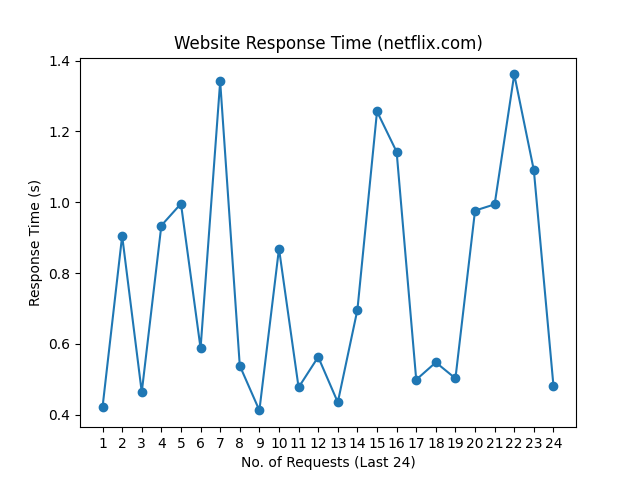 Website Response Time (netflix.com)
Response Time (s)
1.4
1.2
1.0
0.8
0.6
0.4
1 2 3 4 5 6 7 8 9 10 11 12 13 14 15 16 17 18 19 20 21 22 23 24
No. of Requests (Last 24)